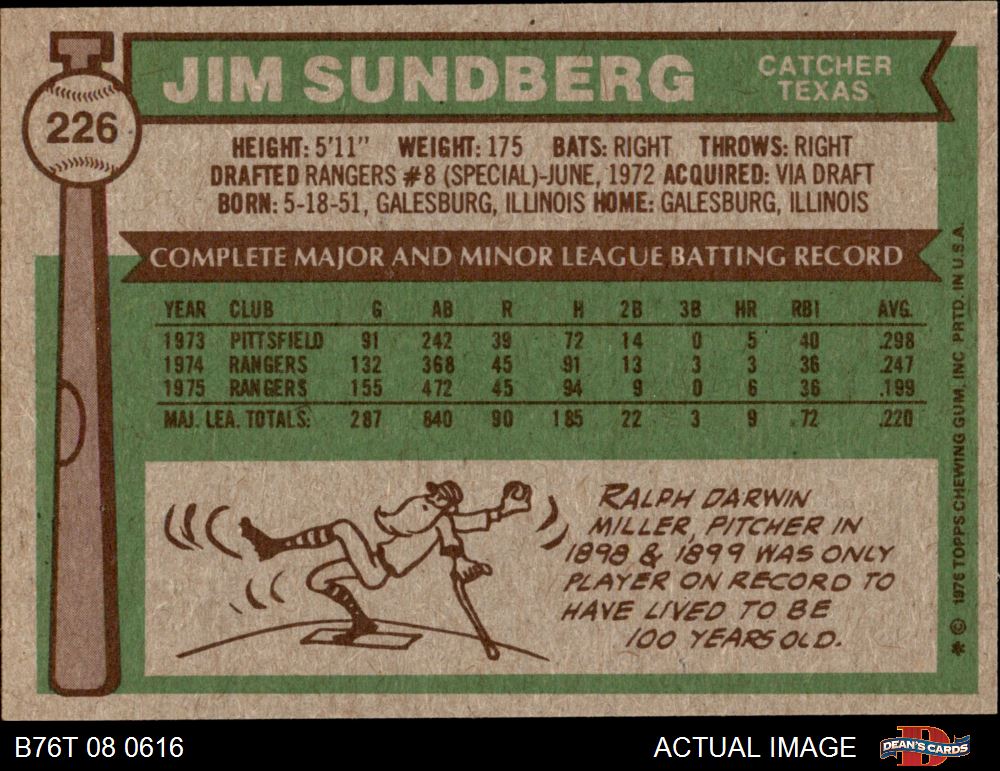 JIM SUNDBERG
CATCHER
TEXAS
226
HEIGHT: 5'11" WEIGHT: 175 BATS: RIGHT THROWS: RIGHT
DRAFTED RANGERS #8 (SPECIAL)-JUNE, 1972 ACQUIRED: VIA DRAFT
BORN: 5-18-51, GALESBURG, ILLINOIS HOME: GALESBURG, ILLINOIS
COMPLETE MAJOR AND MINOR LEAGUE BATTING RECORD
YEAR CLUB G AB R H 2B 3B HR RBI AVG.
1973 PITTSFIELD 91 242 39 72 14 0 5 40 .298
1974 RANGERS 132 368 45 91 13 3 3 36 .247
1975 RANGERS 155 472 45 94 9 0 6 36 .199
MAJ. LEA. TOTALS: 287 840 90 185 22 3 9 72 .220
RALPH DARWIN
MILLER, PITCHER IN
1898 & 1899 WAS ONLY
PLAYER ON RECORD TO
HAVE LIVED TO BE
100 YEARS OLD.
* © 1976 TOPPS CHEWING GUM, INC PRTD. IN U.S.A.
B76T 08 0616
ACTUAL IMAGE
DEAN'S CARDS